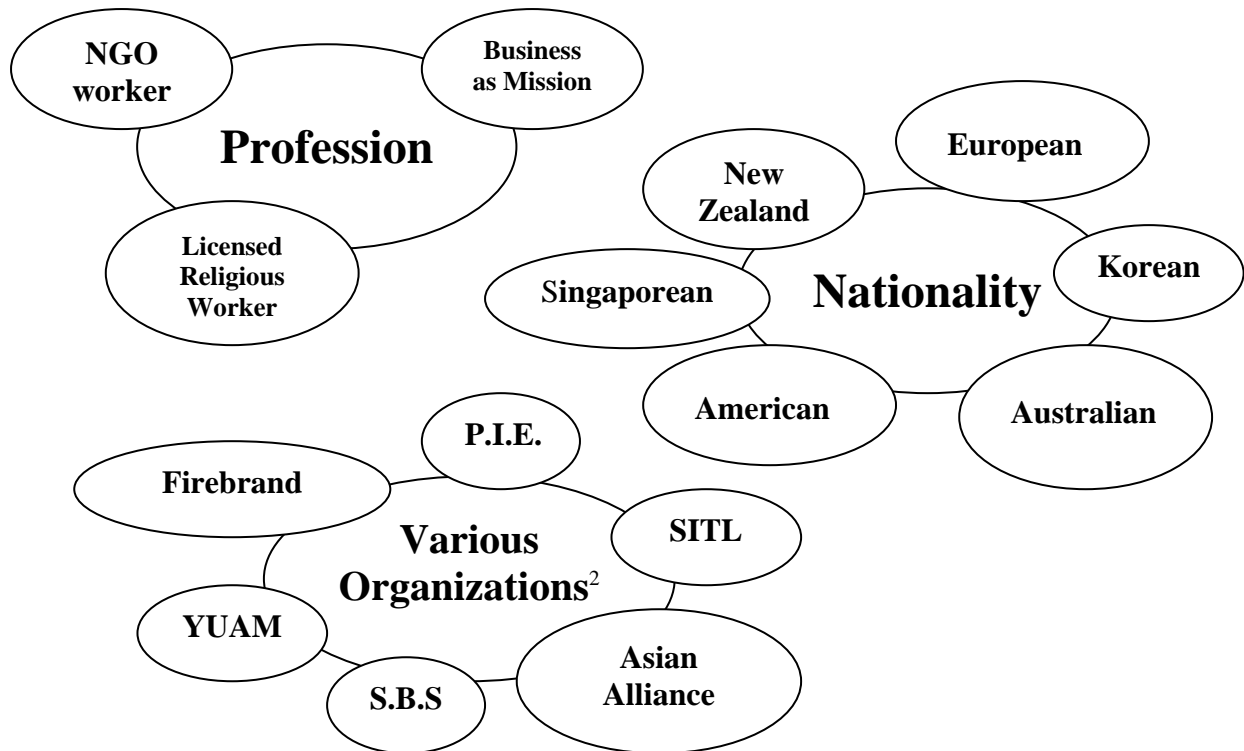 NGO
worker
Business
as Mission
Profession
Licensed
Religious
Worker
European
New
Zealand
Korean
Singaporean
Nationality
American
Australian
P.I.E.
Firebrand
SITL
Various
Organizations²
YUAM
Asian
Alliance
S.B.S